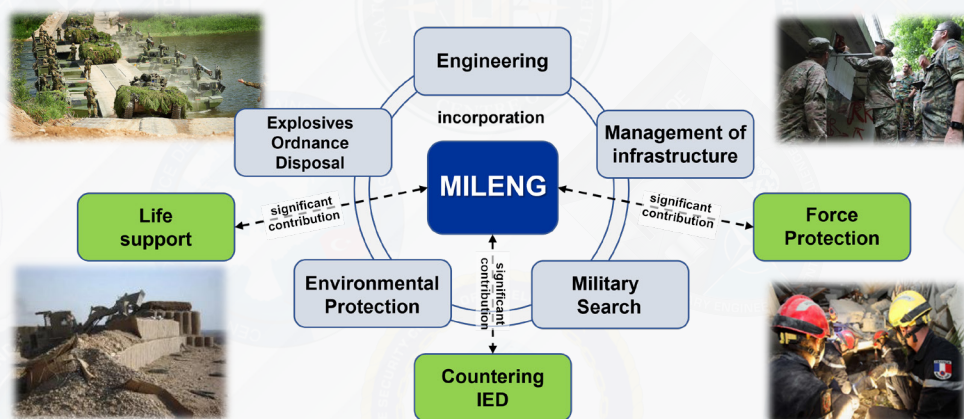 Engineering
incorporation
Explosives
Ordnance
Disposal
Management of
infrastructure
MILENG
significant
contribution
significant
contribution
Life
support
Force
Protection
Environmental
Protection
significant
contribution
Military
Search
Countering
IED